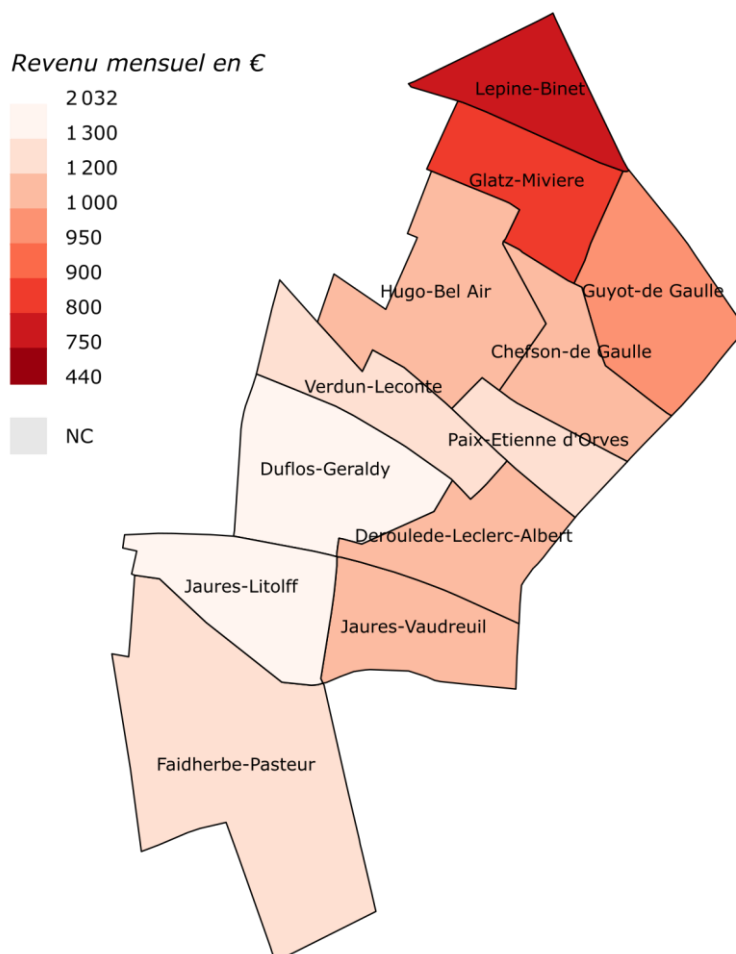 Revenu mensuel en €
2 032
1 300
1 200
1 000
950
900
800
750
440
NC
Lepine-Binet
Glatz-Miviere
Hugo-Bel Air
Guyot-de Gaulle
Chefson-de Gaulle
Verdun-Leconte
Paix-Etienne d'Orves
Duflos-Geraldy
Deroulede-Leclerc-Albert
Jaures-Litolff
Jaures-Vaudreuil
Faidherbe-Pasteur